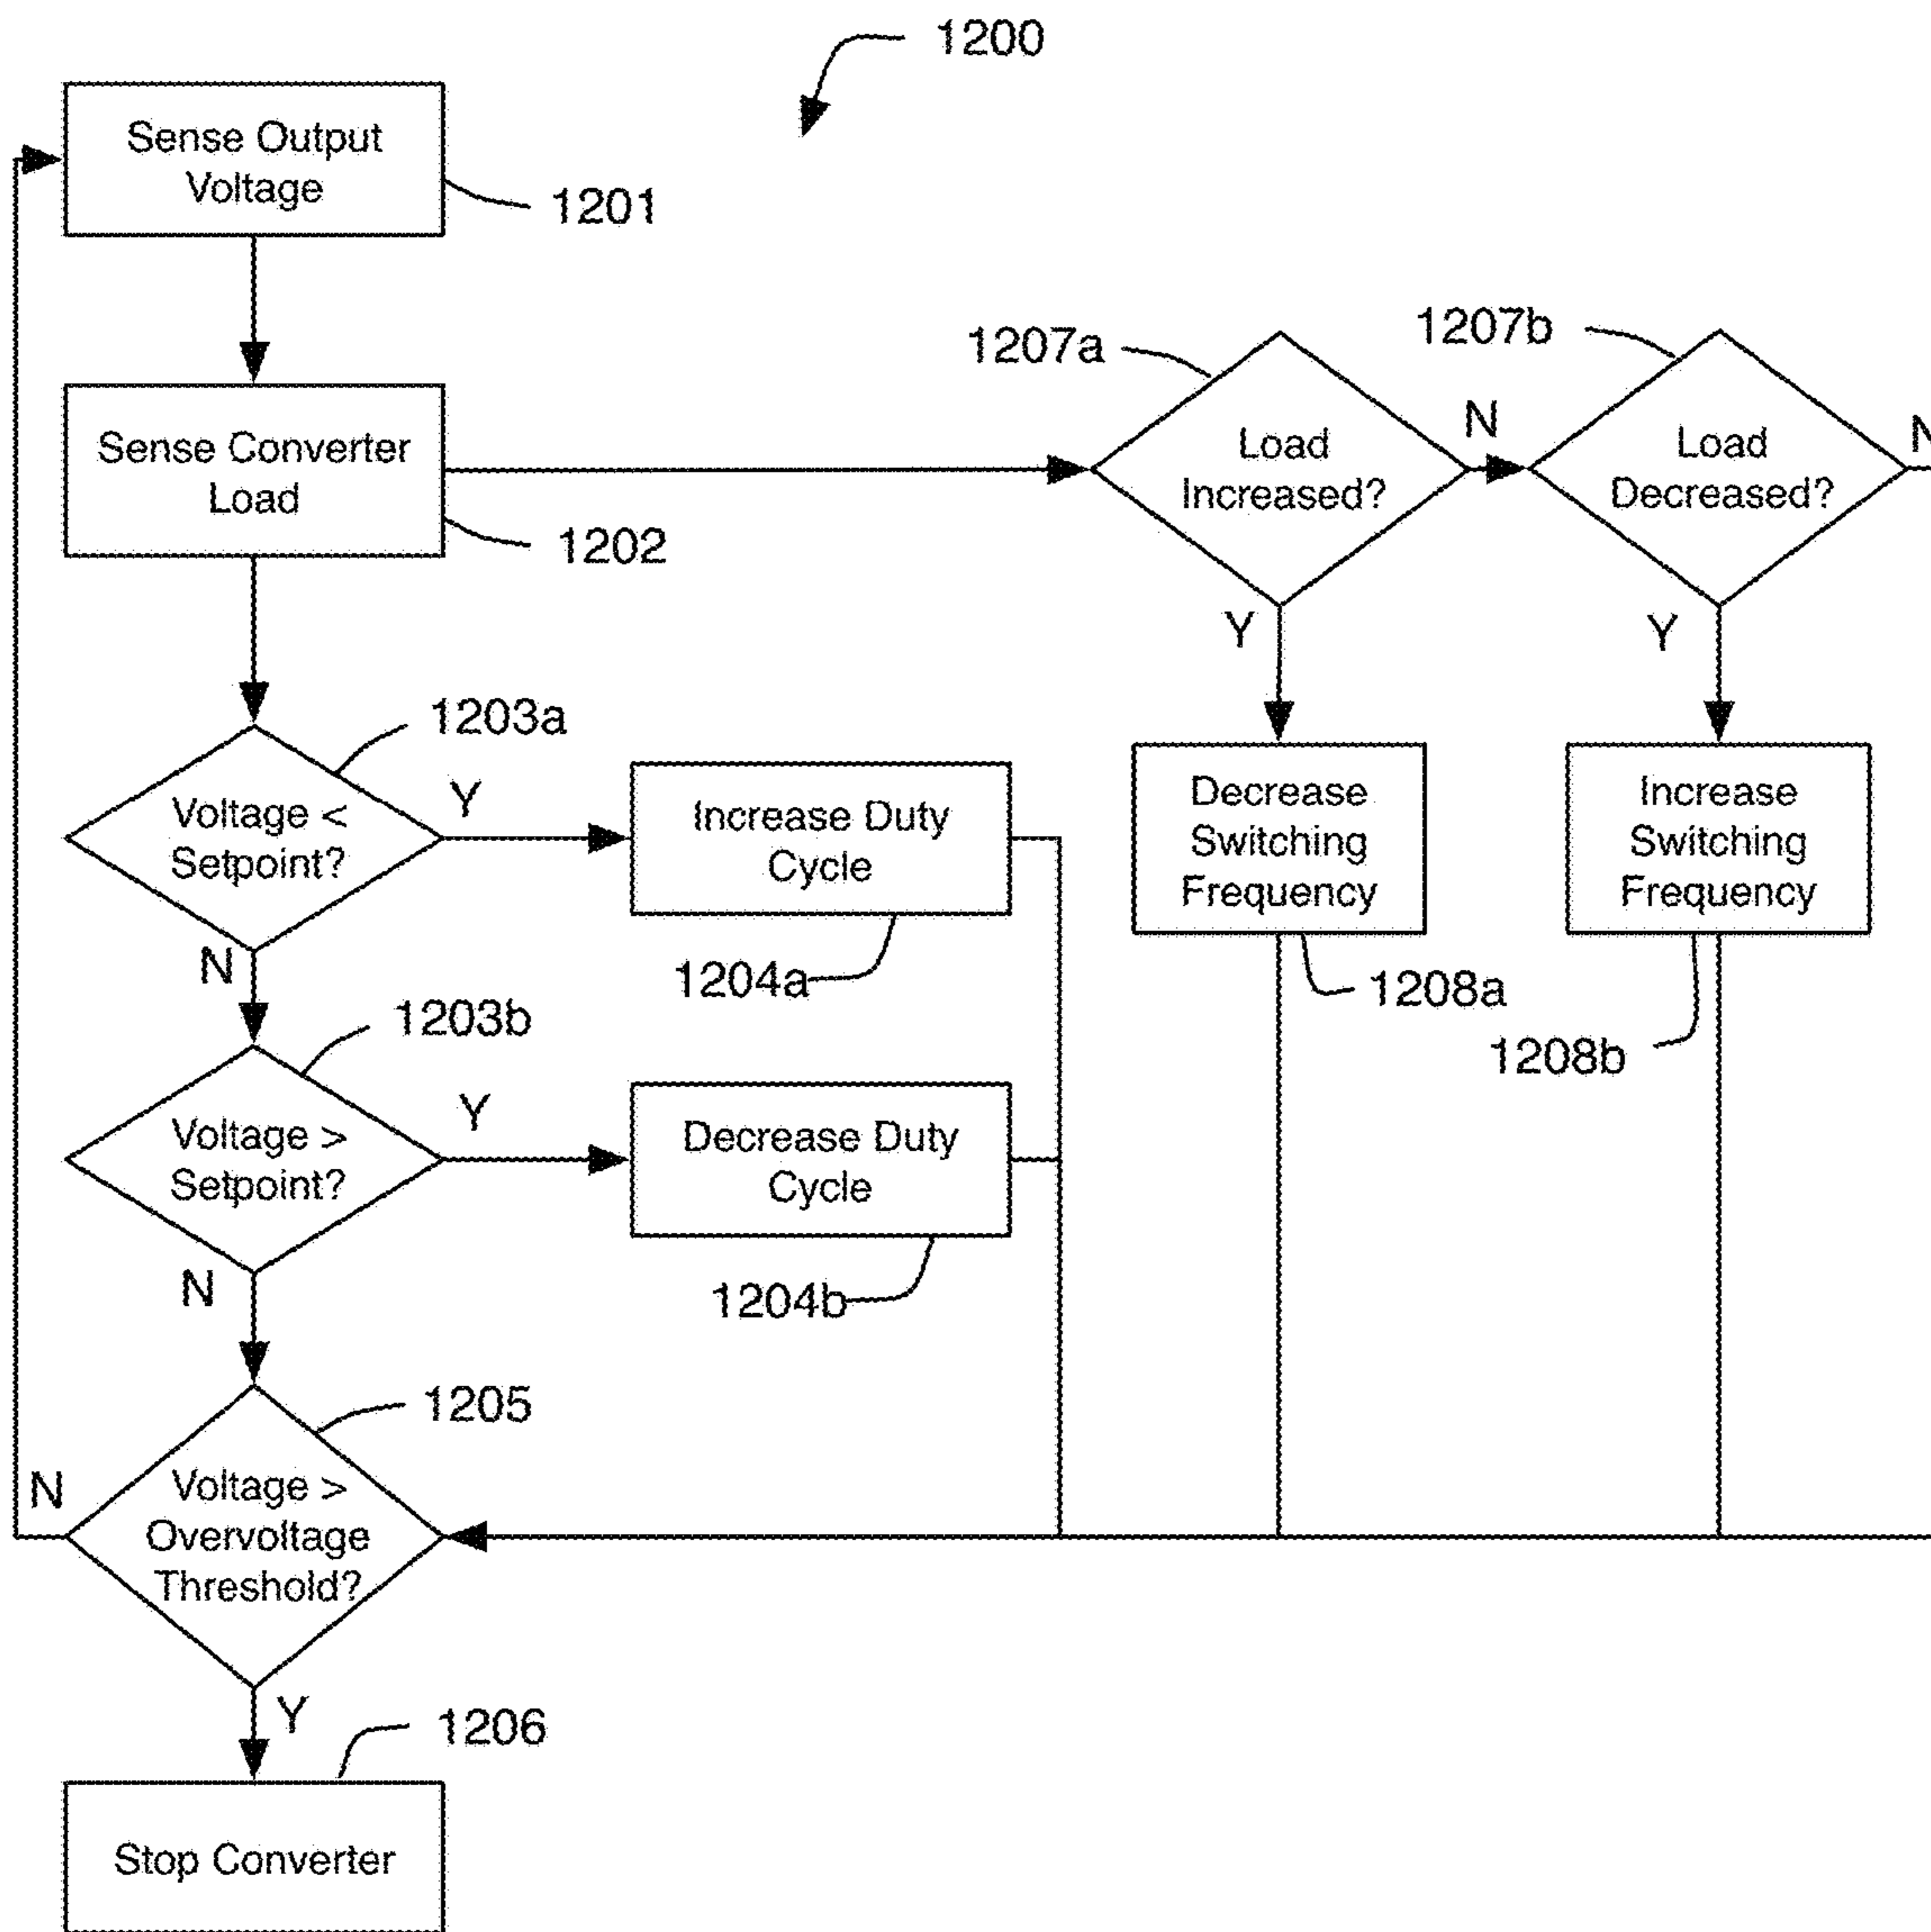 1200
Sense Output
Voltage
1201
Sense Converter
Load
1202
1207a
Load
Increased?
N
1207b
Load
Decreased?
N
Y
Y
1203a
Voltage <
Setpoint?
Y
N
Increase Duty
Cycle
1204a
Decrease
Switching
Frequency
1208a
Increase
Switching
Frequency
1208b
1203b
Voltage >
Setpoint?
Y
N
Decrease Duty
Cycle
1204b
1205
Voltage >
Overvoltage
Threshold?
N
Y
1206
Stop Converter